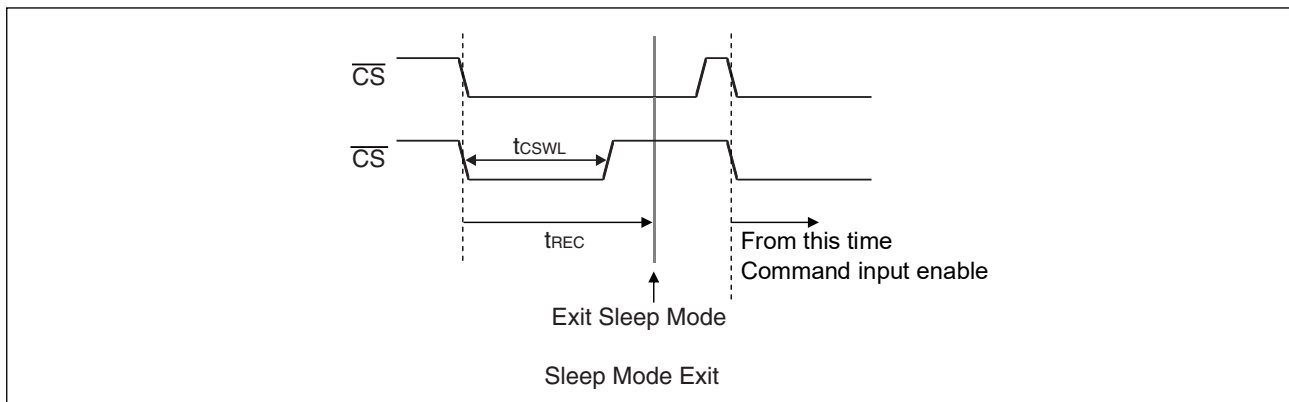 CS
CS
tCSWL
tREC
From this time
Command input enable
Exit Sleep Mode
Sleep Mode Exit